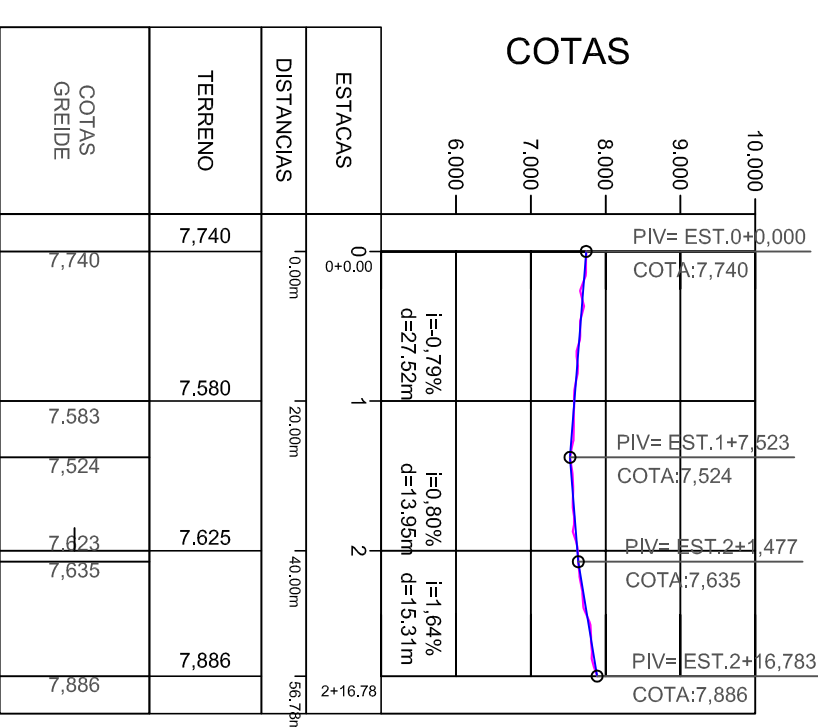 COTAS
10.000
9.000
8.000
7.000
6.000
ESTACAS
DISTANCIAS
TERRENO
COTAS
GREIDE
PIV= EST.0+0,000
COTA:7,740
0
0+0.00
0.00m
7,740
7,740
i=-0,79%
d=27.52m
1
20.00m
7.580
7.583
PIV= EST.1+7,523
COTA:7,524
7,524
i=0,80%
d=13.95m
PIV= EST.2+1,477
COTA:7,635
2
40.00m
7.625
7.623
7,635
i=1,64%
d=15.31m
PIV= EST.2+16,783
COTA:7,886
2+16.78
56.78m
7,886
7,886